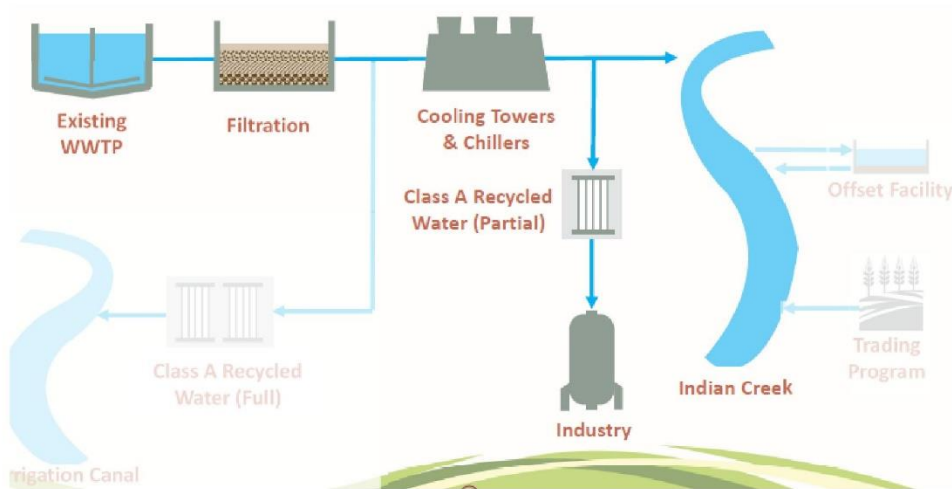 Existing
WWTP
Filtration
Cooling Towers
& Chillers
Class A Recycled
Water (Partial)
Offset Facility
Class A Recycled
Water (Full)
Trading
Program
Indian Creek
Industry
rrigation Canal